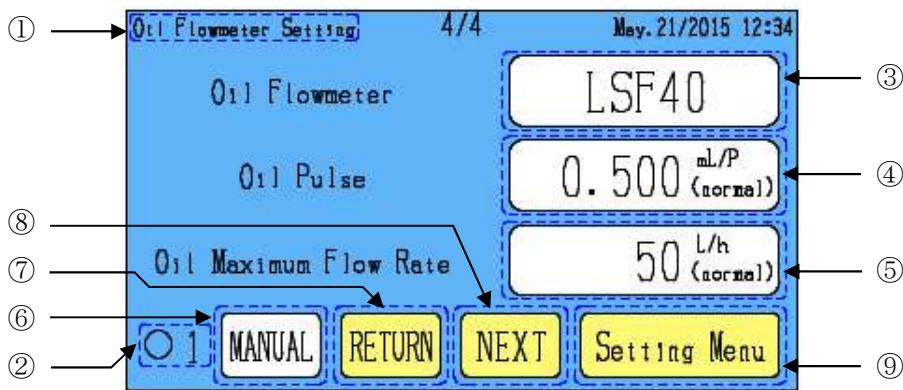 ① Oil Flowmeter Setting 4/4 May.21/2015 12:34
Oil Flowmeter LSF40 ③
Oil Pulse 0.500 mL/P (normal) ④
⑧
Oil Maximum Flow Rate 50 L/h (normal) ⑤
⑦
⑥
② ○ 1 MANUAL RETURN NEXT Setting Menu ⑨